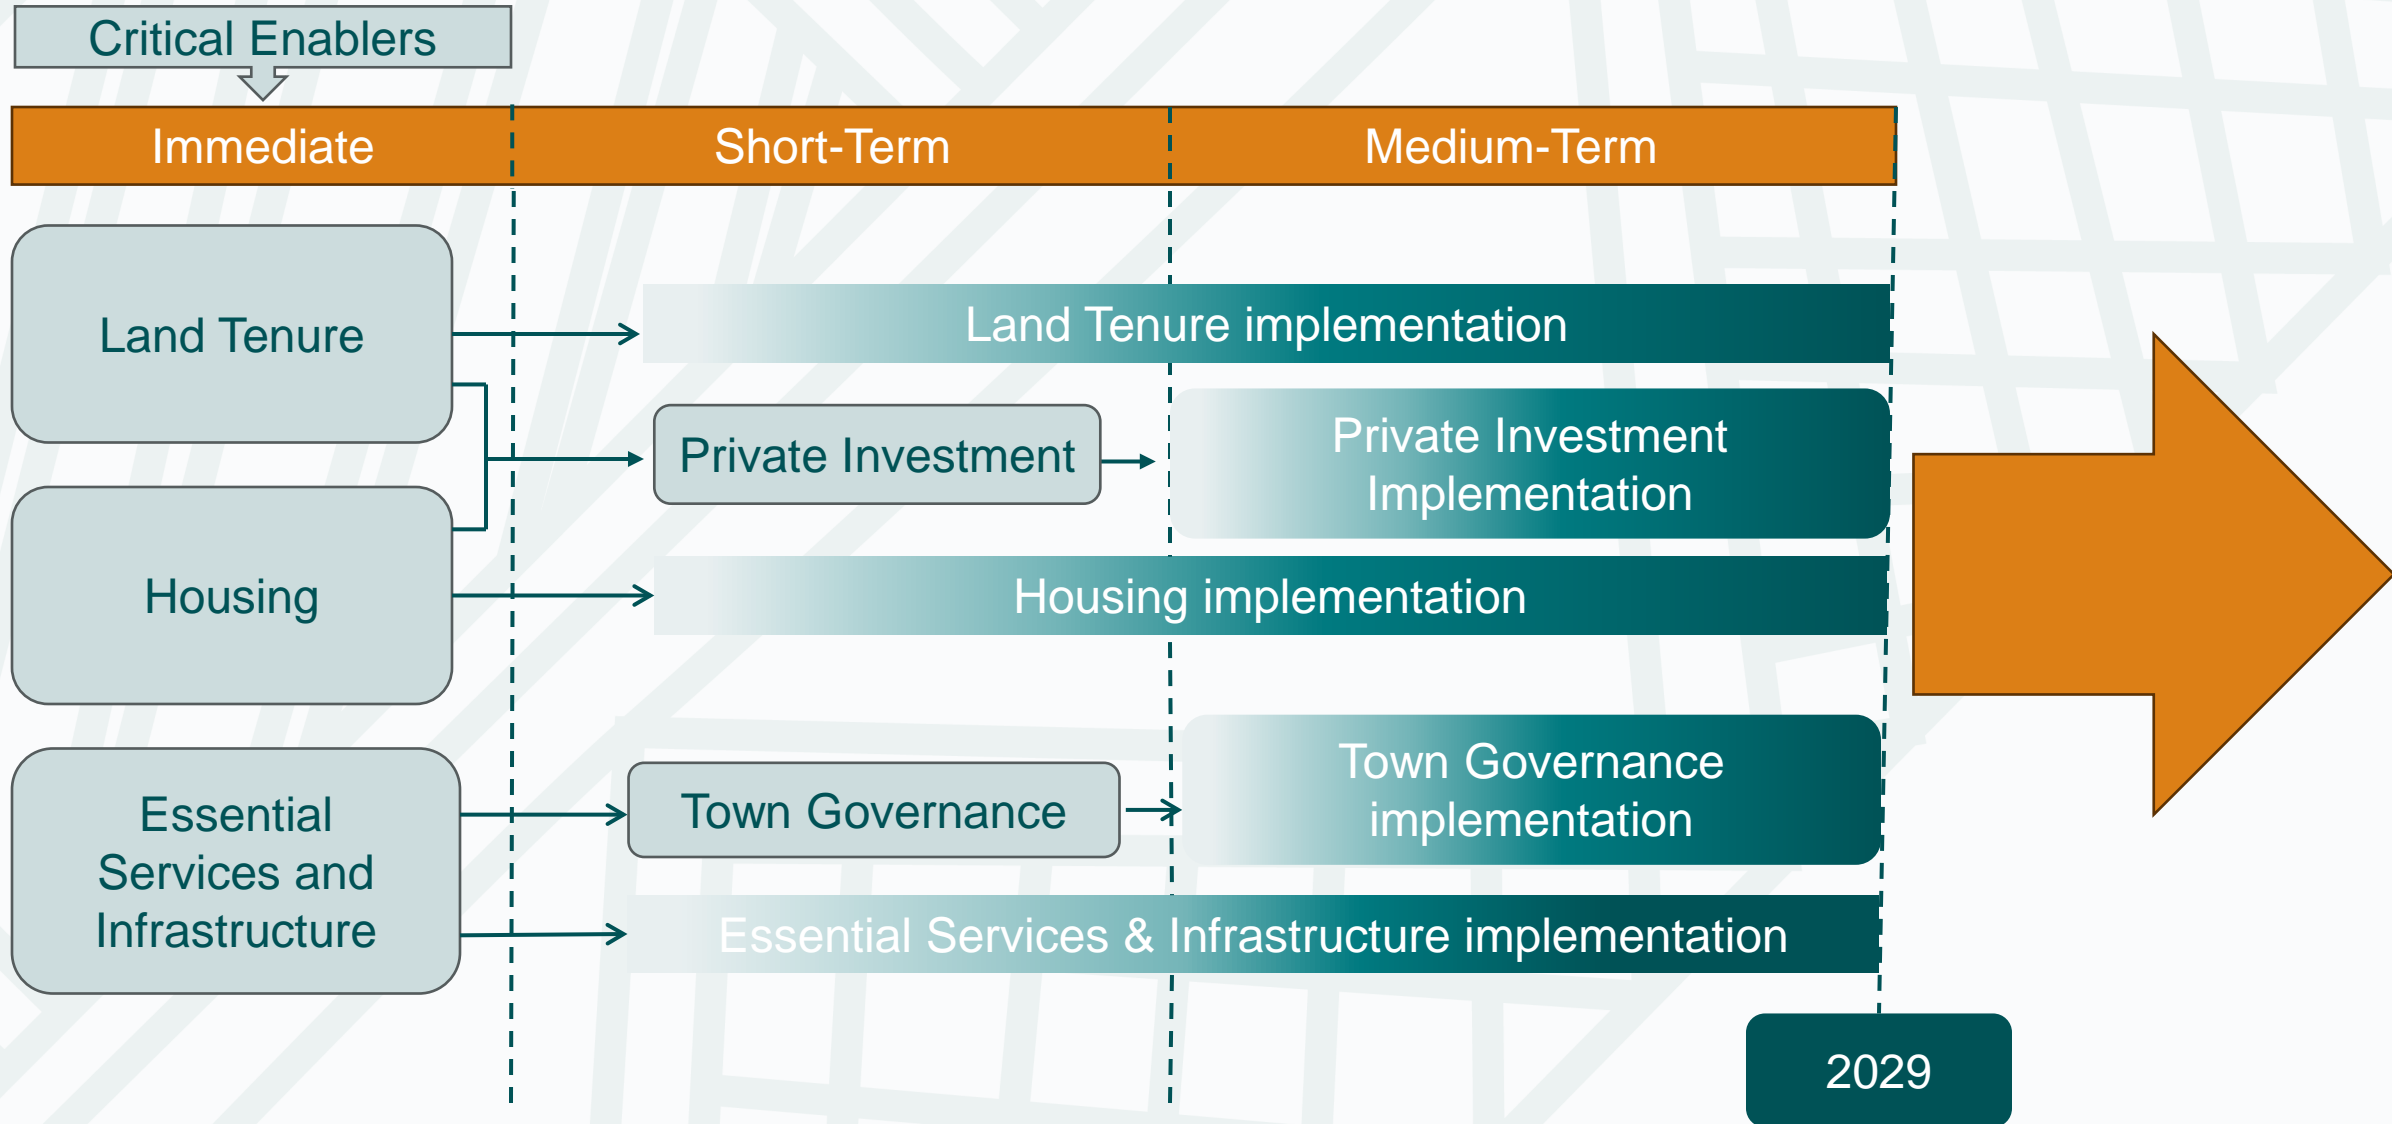 Critical Enablers
Immediate
Short-Term
Medium-Term
Land Tenure
Land Tenure implementation
Private Investment
Private Investment
Implementation
Housing
Housing implementation
Essential
Services and
Infrastructure
Town Governance
Town Governance
implementation
Essential Services & Infrastructure implementation
2029